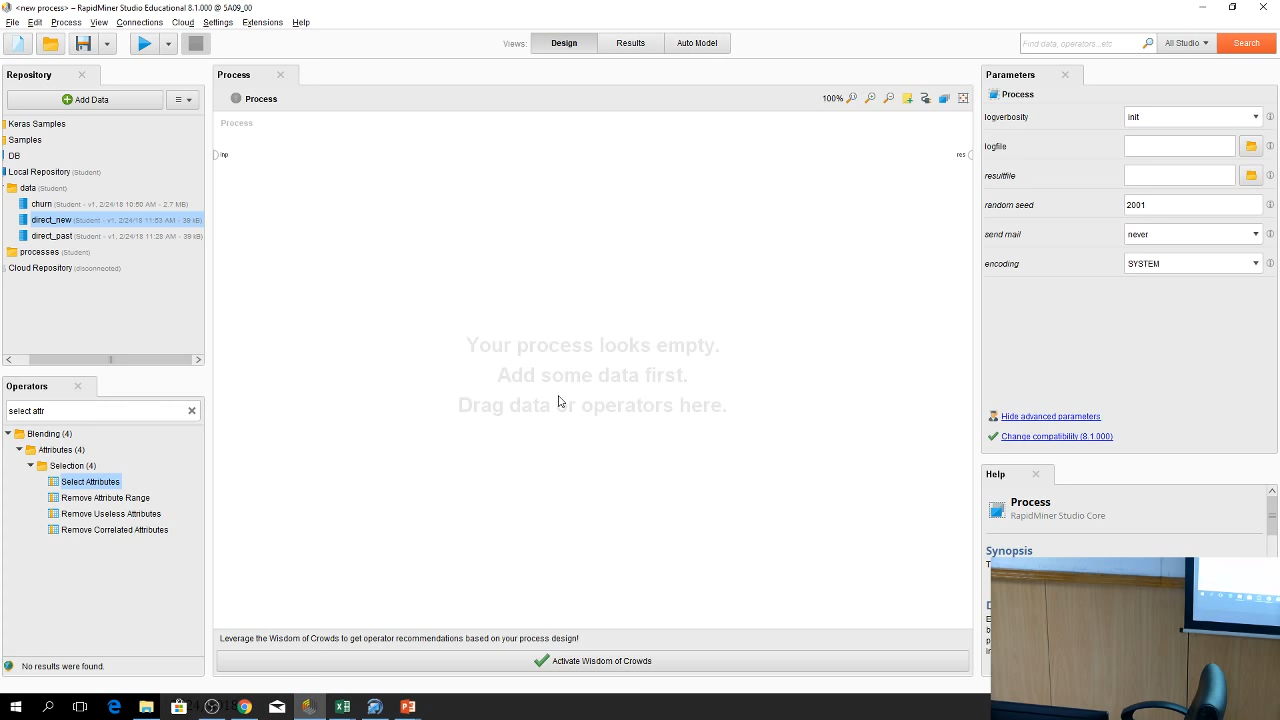 <new process> – RapidMiner Studio Educational 8.1.000 @ 5A09_00
File Edit Process View Connections Cloud Settings Extensions Help
Views: Design Results Auto Model
Find data, operators...etc All Studio Search
Repository
Process
Parameters
Add Data
Process
100%
Process
Keras Samples
Samples
DB
Local Repository (Student)
data (Student)
churn (Student - v1, 2/24/18 10:50 AM - 2.7 MB)
direct_new (Student - v1, 2/24/18 11:53 AM - 39 kB)
direct_past (Student - v1, 2/24/18 11:28 AM - 39 kB)
processes (Student)
Cloud Repository (disconnected)
Process
inp
res
Your process looks empty.
Add some data first.
Drag data or operators here.
logverbosity init
logfile
resultfile
random seed 2001
send mail never
encoding SYSTEM
Hide advanced parameters
Change compatibility (8.1.000)
Operators
select attr
Blending (4)
Attributes (4)
Selection (4)
Select Attributes
Remove Attribute Range
Remove Useless Attributes
Remove Correlated Attributes
No results were found.
Leverage the Wisdom of Crowds to get operator recommendations based on your process design!
Activate Wisdom of Crowds
Help
Process
RapidMiner Studio Core
Synopsis